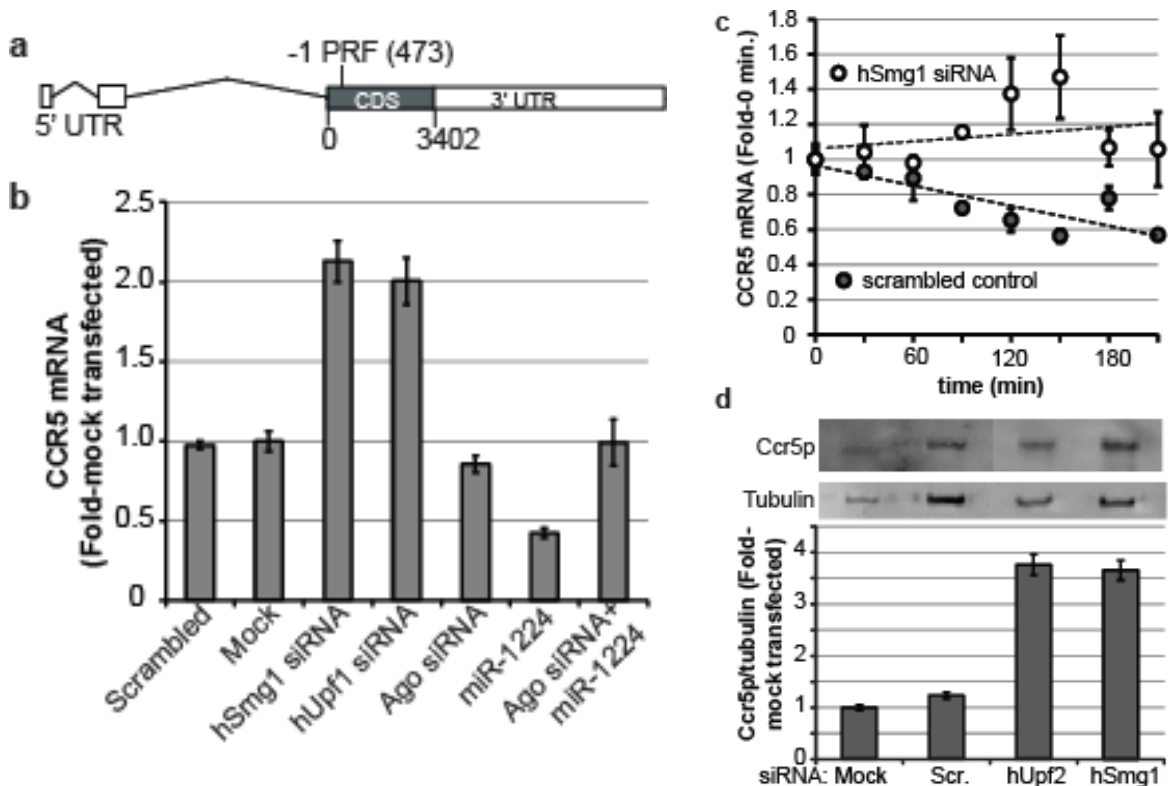 a
-1 PRF (473)
CDS
3' UTR
5' UTR
0
3402
b
CCR5 mRNA
(Fold-mock transfected)
2.5
2.0
1.5
1.0
0.5
0
Scrambled
Mock
hSmg1 siRNA
hUpf1 siRNA
Ago siRNA
miR-1224
Ago siRNA+
miR-1224
c
CCR5 mRNA (Fold-0 min.)
1.8
1.6
1.4
1.2
1
0.8
0.6
0.4
0.2
0
hSmg1 siRNA
scrambled control
0
60
120
180
time (min)
d
Ccr5p
Tubulin
Ccr5p/tubulin (Fold-
mock transfected)
4
3
2
1
0
siRNA: Mock
Scr.
hUpf2
hSmg1